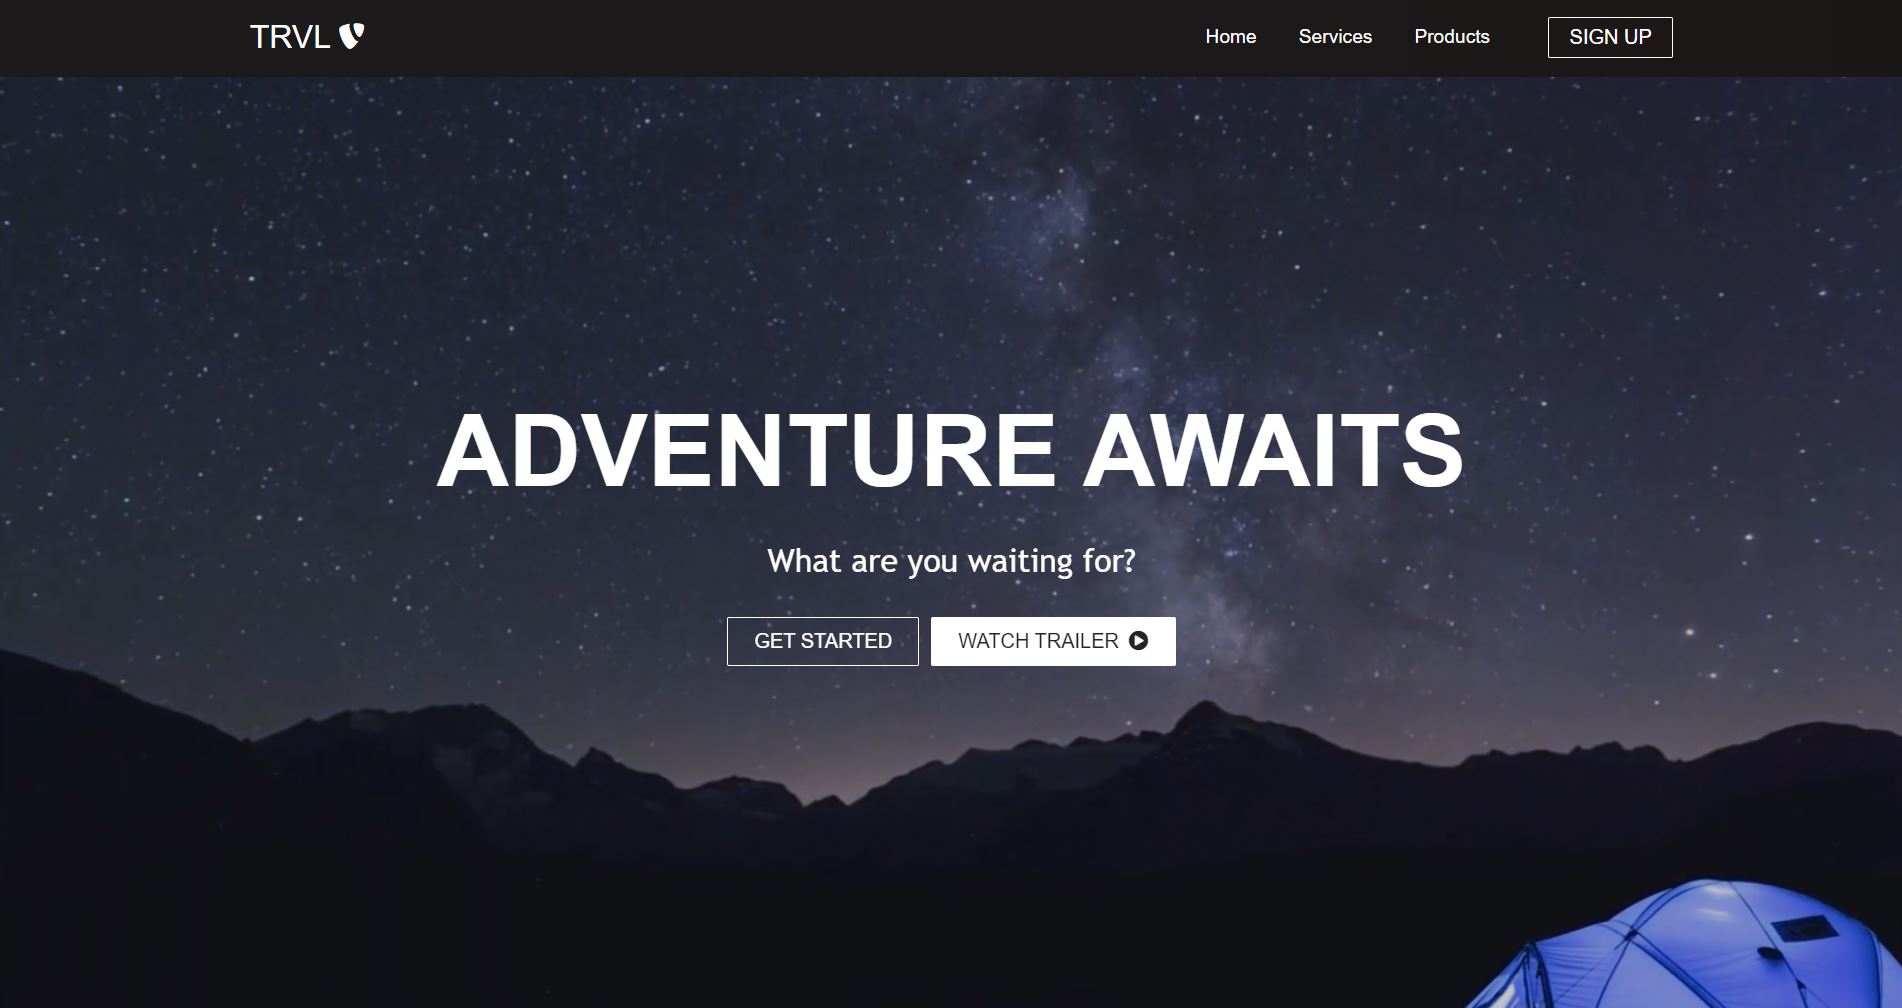 TRVL
Home Services Products SIGN UP
ADVENTURE AWAITS
What are you waiting for?
GET STARTED WATCH TRAILER